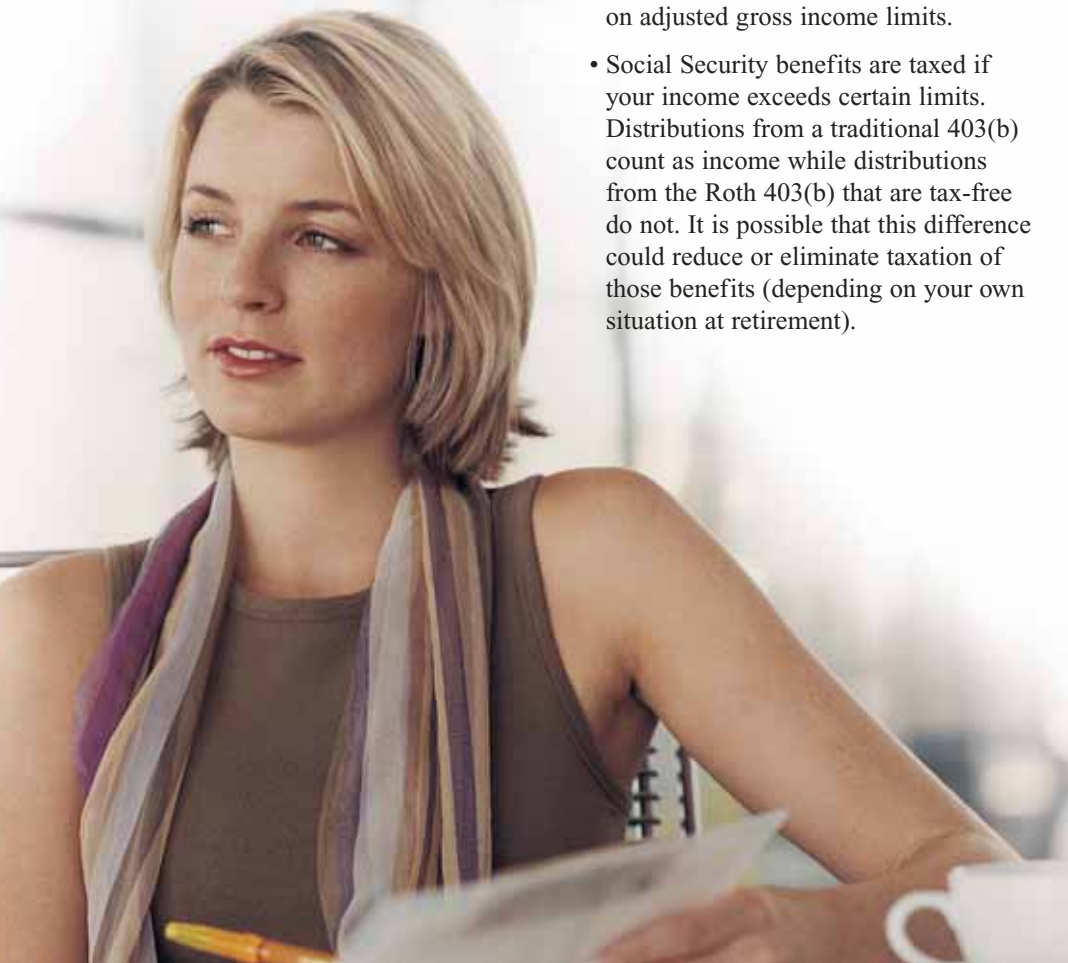 on adjusted gross income limits.
• Social Security benefits are taxed if
your income exceeds certain limits.
Distributions from a traditional 403(b)
count as income while distributions
from the Roth 403(b) that are tax-free
do not. It is possible that this difference
could reduce or eliminate taxation of
those benefits (depending on your own
situation at retirement).